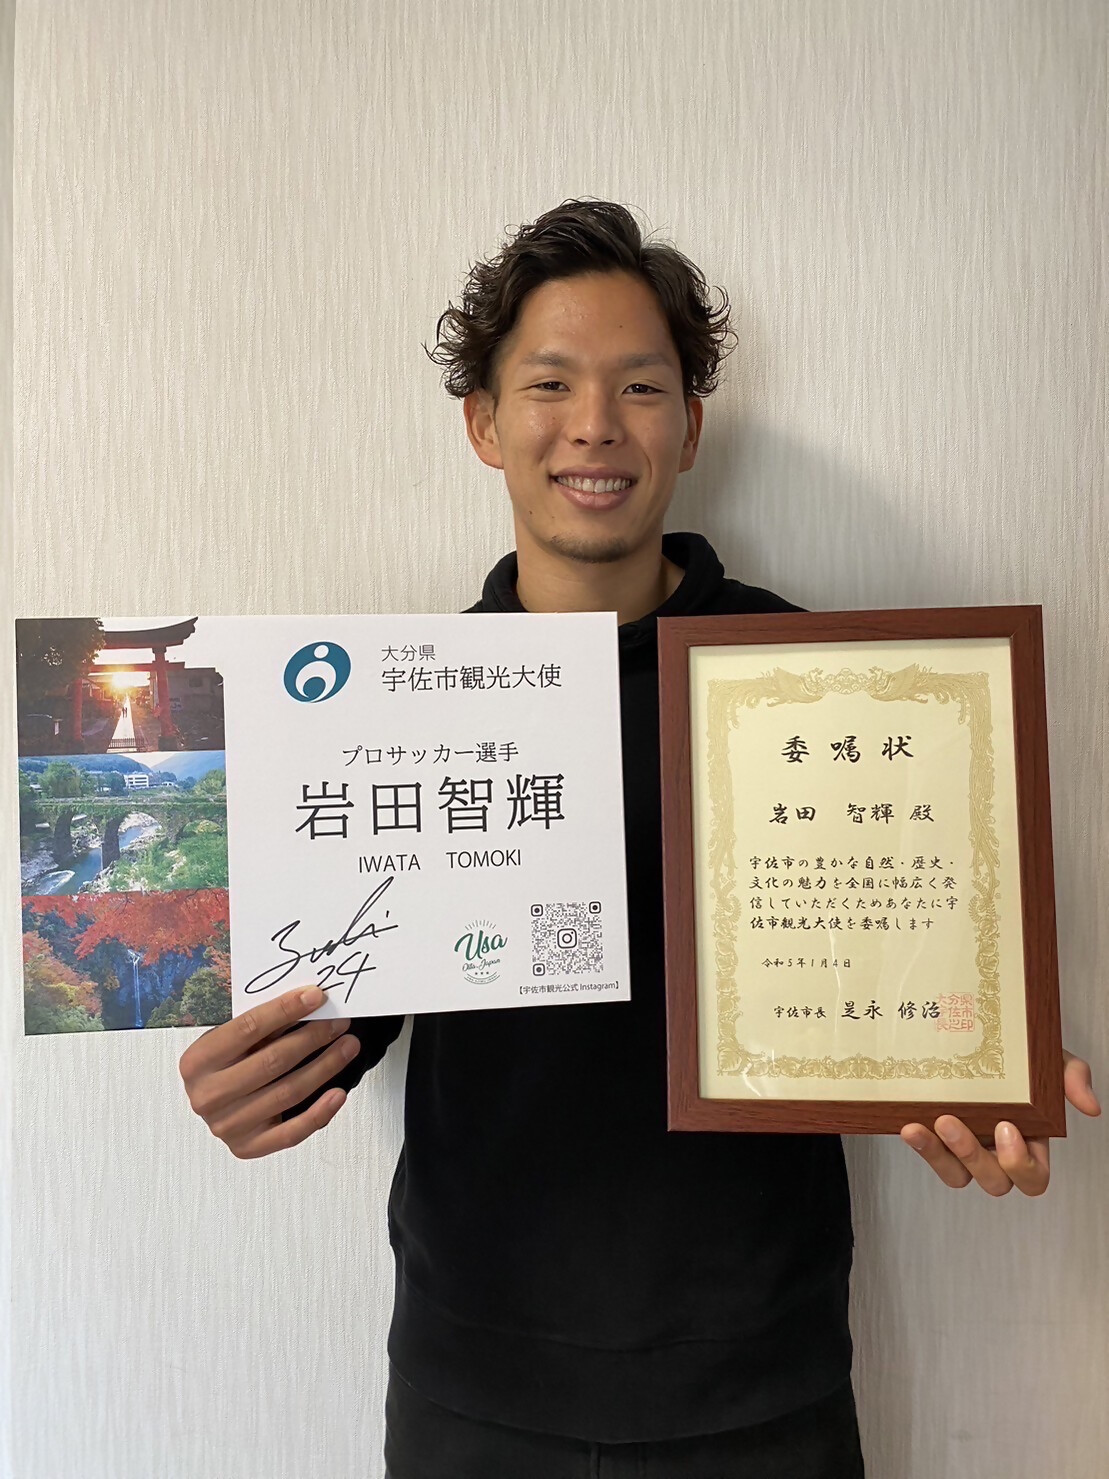 大分県
宇佐市観光大使
プロサッカー選手
岩田智輝
IWATA TOMOKI
24
Usa
Oita, Japan
【宇佐市観光公式 Instagram】
委嘱状
岩田 智輝 殿
宇佐市の豊かな自然・歴史・
文化の魅力を全国に幅広く発
信していただくためあなたに宇
佐市観光大使を委嘱します
令和5年1月4日
宇佐市長 是永 修治